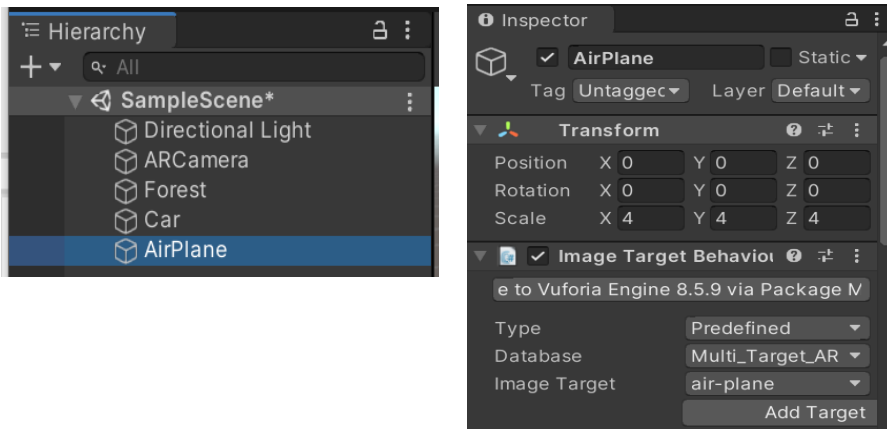 Hierarchy
All
SampleScene*
Directional Light
ARCamera
Forest
Car
AirPlane
Inspector
AirPlane Static
Tag Untagged Layer Default
Transform
Position X 0 Y 0 Z 0
Rotation X 0 Y 0 Z 0
Scale X 4 Y 4 Z 4
Image Target Behaviou
e to Vuforia Engine 8.5.9 via Package M
Type Predefined
Database Multi_Target_AR
Image Target air-plane
Add Target